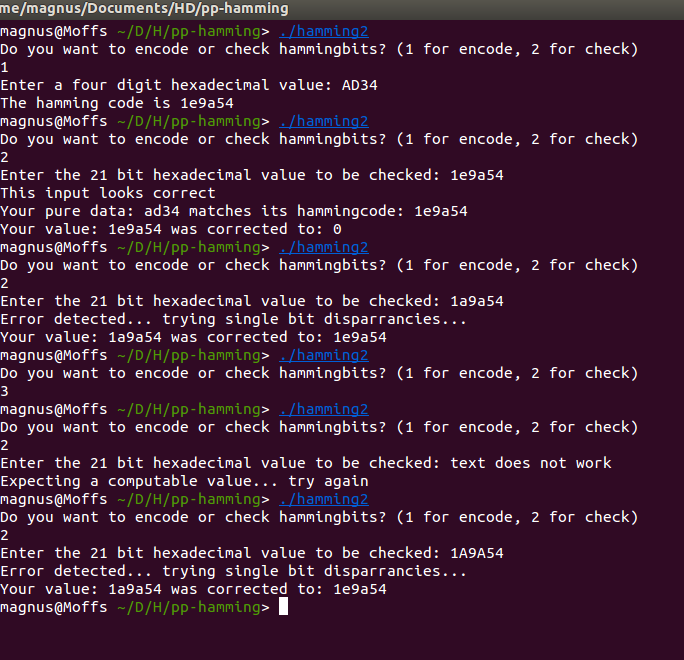 me/magnus/Documents/HD/pp-hamming
magnus@Moffs ~/D/H/pp-hamming> ./hamming2
Do you want to encode or check hammingbits? (1 for encode, 2 for check)
1
Enter a four digit hexadecimal value: AD34
The hamming code is 1e9a54
magnus@Moffs ~/D/H/pp-hamming> ./hamming2
Do you want to encode or check hammingbits? (1 for encode, 2 for check)
2
Enter the 21 bit hexadecimal value to be checked: 1e9a54
This input looks correct
Your pure data: ad34 matches its hammingcode: 1e9a54
Your value: 1e9a54 was corrected to: 0
magnus@Moffs ~/D/H/pp-hamming> ./hamming2
Do you want to encode or check hammingbits? (1 for encode, 2 for check)
2
Enter the 21 bit hexadecimal value to be checked: 1a9a54
Error detected... trying single bit disparrancies...
Your value: 1a9a54 was corrected to: 1e9a54
magnus@Moffs ~/D/H/pp-hamming> ./hamming2
Do you want to encode or check hammingbits? (1 for encode, 2 for check)
3
magnus@Moffs ~/D/H/pp-hamming> ./hamming2
Do you want to encode or check hammingbits? (1 for encode, 2 for check)
2
Enter the 21 bit hexadecimal value to be checked: text does not work
Expecting a computable value... try again
magnus@Moffs ~/D/H/pp-hamming> ./hamming2
Do you want to encode or check hammingbits? (1 for encode, 2 for check)
2
Enter the 21 bit hexadecimal value to be checked: 1A9A54
Error detected... trying single bit disparrancies...
Your value: 1a9a54 was corrected to: 1e9a54
magnus@Moffs ~/D/H/pp-hamming>